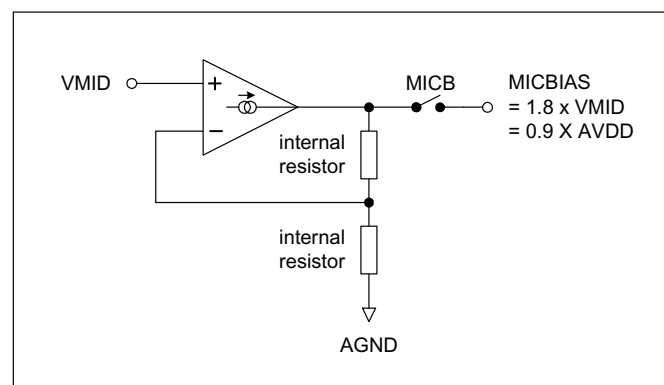 VMID
+
−
MICB
MICBIAS
= 1.8 x VMID
= 0.9 X AVDD
internal
resistor
internal
resistor
AGND